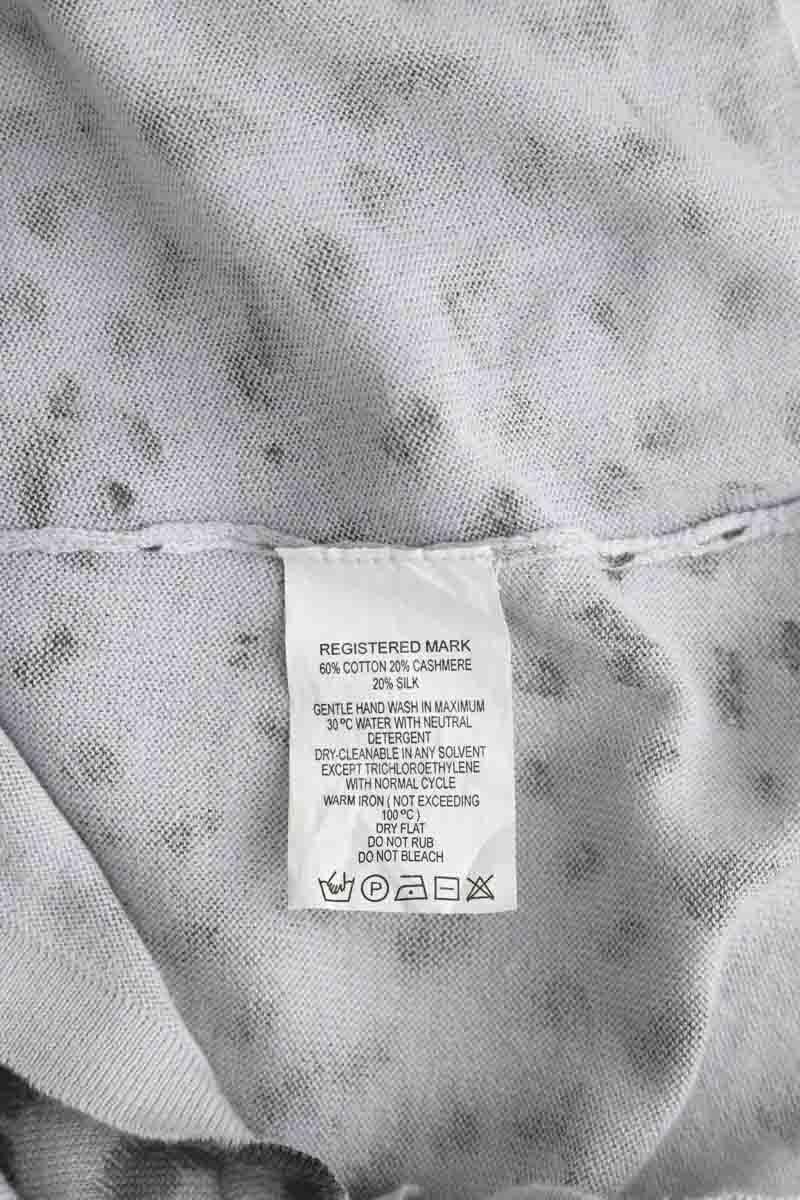 REGISTERED MARK
60% COTTON 20% CASHMERE
20% SILK
GENTLE HAND WASH IN MAXIMUM
30 ºC WATER WITH NEUTRAL
DETERGENT
DRY-CLEANABLE IN ANY SOLVENT
EXCEPT TRICHLOROETHYLENE
WITH NORMAL CYCLE
WARM IRON ( NOT EXCEEDING
100 ºC )
DRY FLAT
DO NOT RUB
DO NOT BLEACH
P